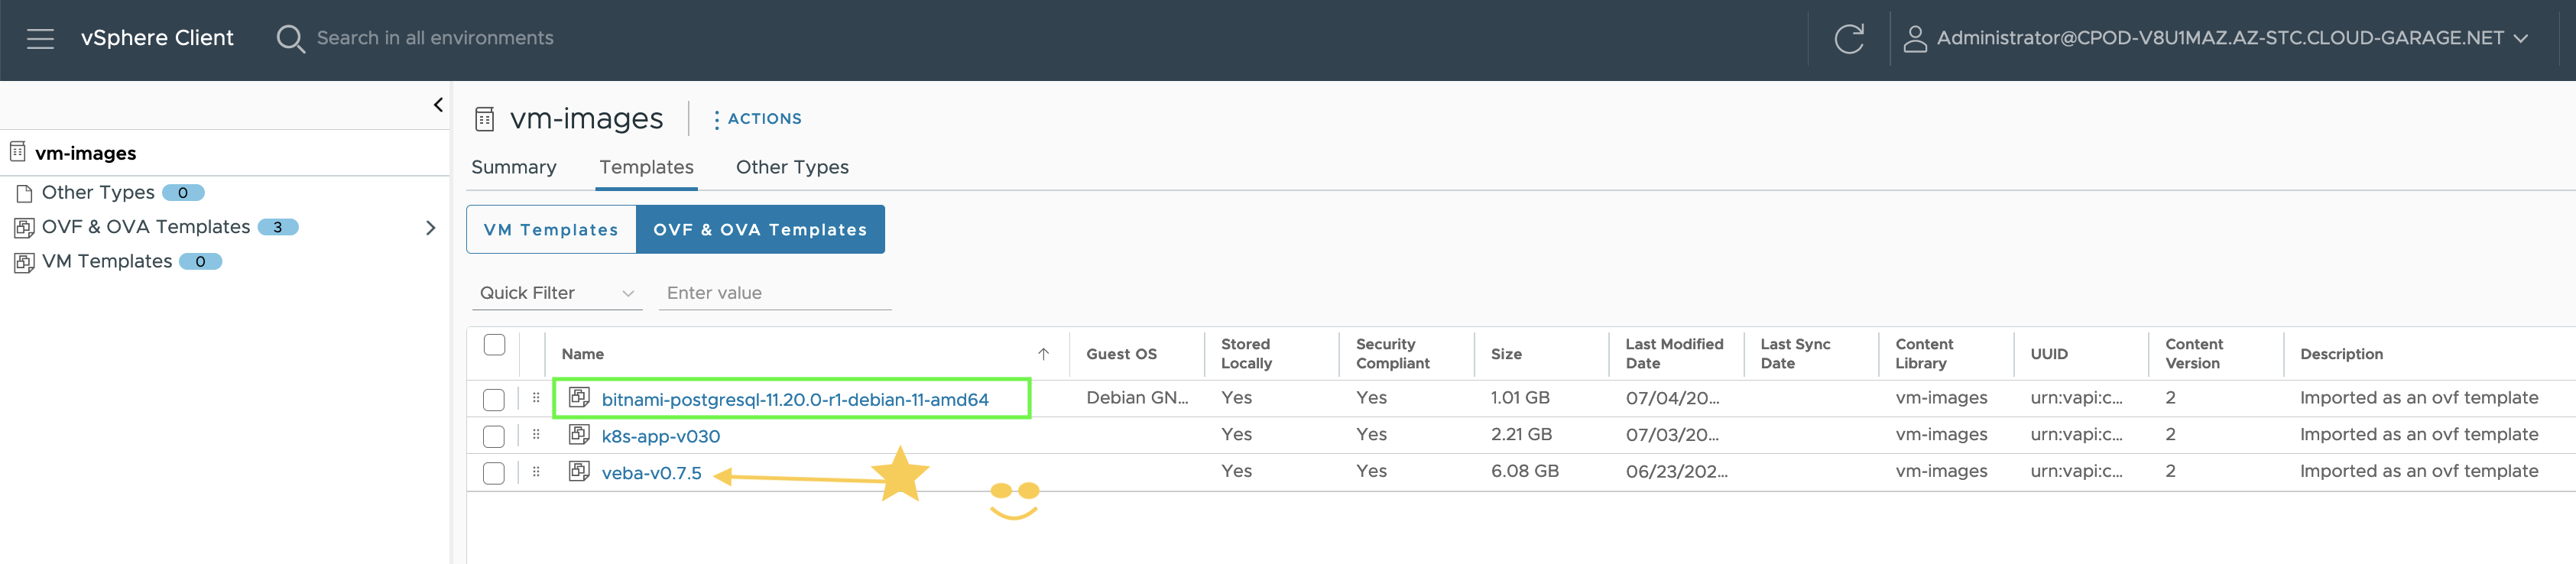 vSphere Client
Search in all environments
Administrator@CPOD-V8U1MAZ.AZ-STC.CLOUD-GARAGE.NET
vm-images
Other Types 0
OVF & OVA Templates 3
VM Templates 0
vm-images
ACTIONS
Summary Templates Other Types
VM Templates OVF & OVA Templates
Quick Filter Enter value
Name Guest OS Stored Locally Security Compliant Size Last Modified Date Last Sync Date Content Library UUID Content Version Description
bitnami-postgresql-11.20.0-r1-debian-11-amd64 Debian GN... Yes Yes 1.01 GB 07/04/20... vm-images urn:vapi:c... 2 Imported as an ovf template
k8s-app-v030 Yes Yes 2.21 GB 07/03/20... vm-images urn:vapi:c... 2 Imported as an ovf template
veba-v0.7.5 Yes Yes 6.08 GB 06/23/202... vm-images urn:vapi:c... 2 Imported as an ovf template